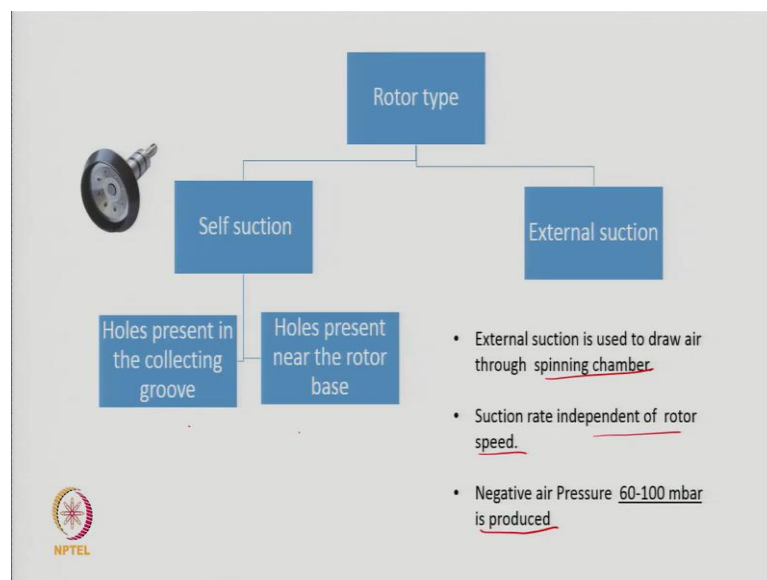 Rotor type
Self suction
External suction
Holes present in
the collecting
groove
Holes present
near the rotor
base
• External suction is used to draw air
through spinning chamber
• Suction rate independent of rotor
speed.
• Negative air Pressure 60-100 mbar
is produced
NPTEL